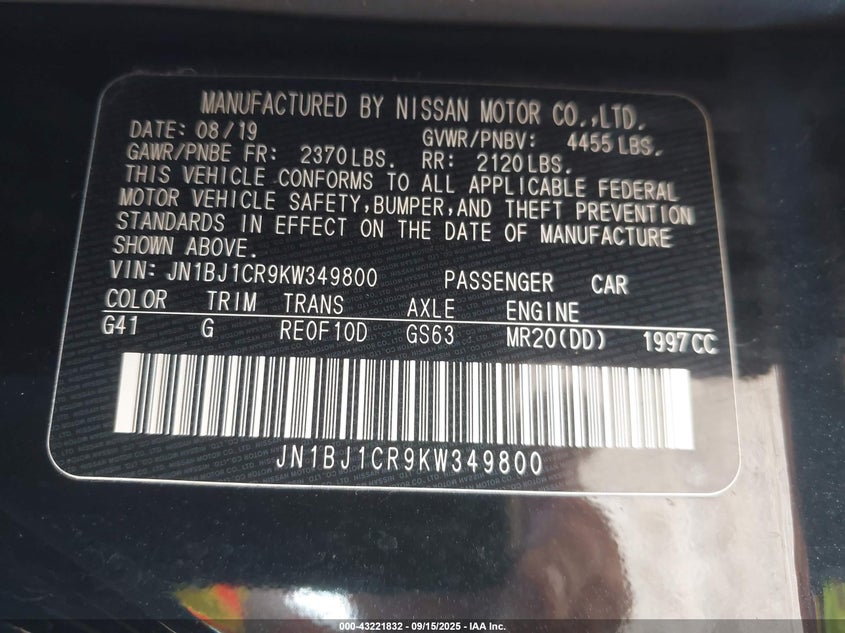 MANUFACTURED BY NISSAN MOTOR CO.,LTD.
DATE: 08/19 GVWR/PNBV: 4455 LBS.
GAWR/PNBE FR: 2370LBS. RR: 2120LBS.
THIS VEHICLE CONFORMS TO ALL APPLICABLE FEDERAL
MOTOR VEHICLE SAFETY,BUMPER,AND THEFT PREVENTION
STANDARDS IN EFFECT ON THE DATE OF MANUFACTURE
SHOWN ABOVE.
VIN: JN1BJ1CR9KW349800 PASSENGER CAR
COLOR TRIM TRANS AXLE ENGINE
G41 G RE0F10D GS63 MR20(DD) 1997CC
JN1BJ1CR9KW349800
000-43221832 - 09/15/2025 - IAA Inc.